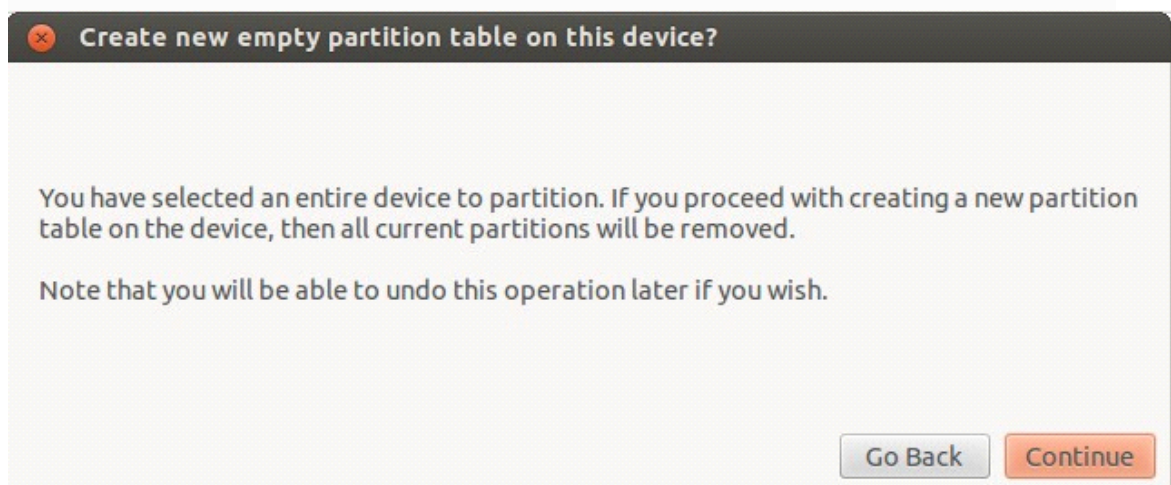 Create new empty partition table on this device?
You have selected an entire device to partition. If you proceed with creating a new partition
table on the device, then all current partitions will be removed.
Note that you will be able to undo this operation later if you wish.
Go Back Continue